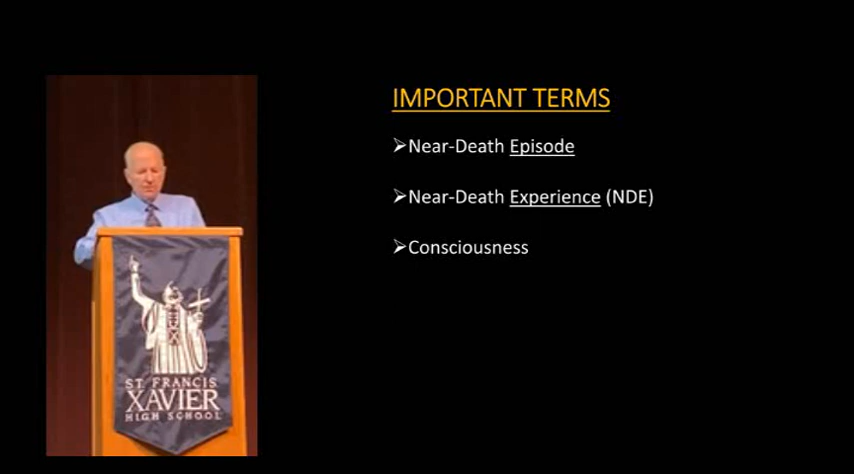 IMPORTANT TERMS
➢Near-Death Episode
➢Near-Death Experience (NDE)
➢Consciousness
ST. FRANCIS
XAVIER
HIGH SCHOOL